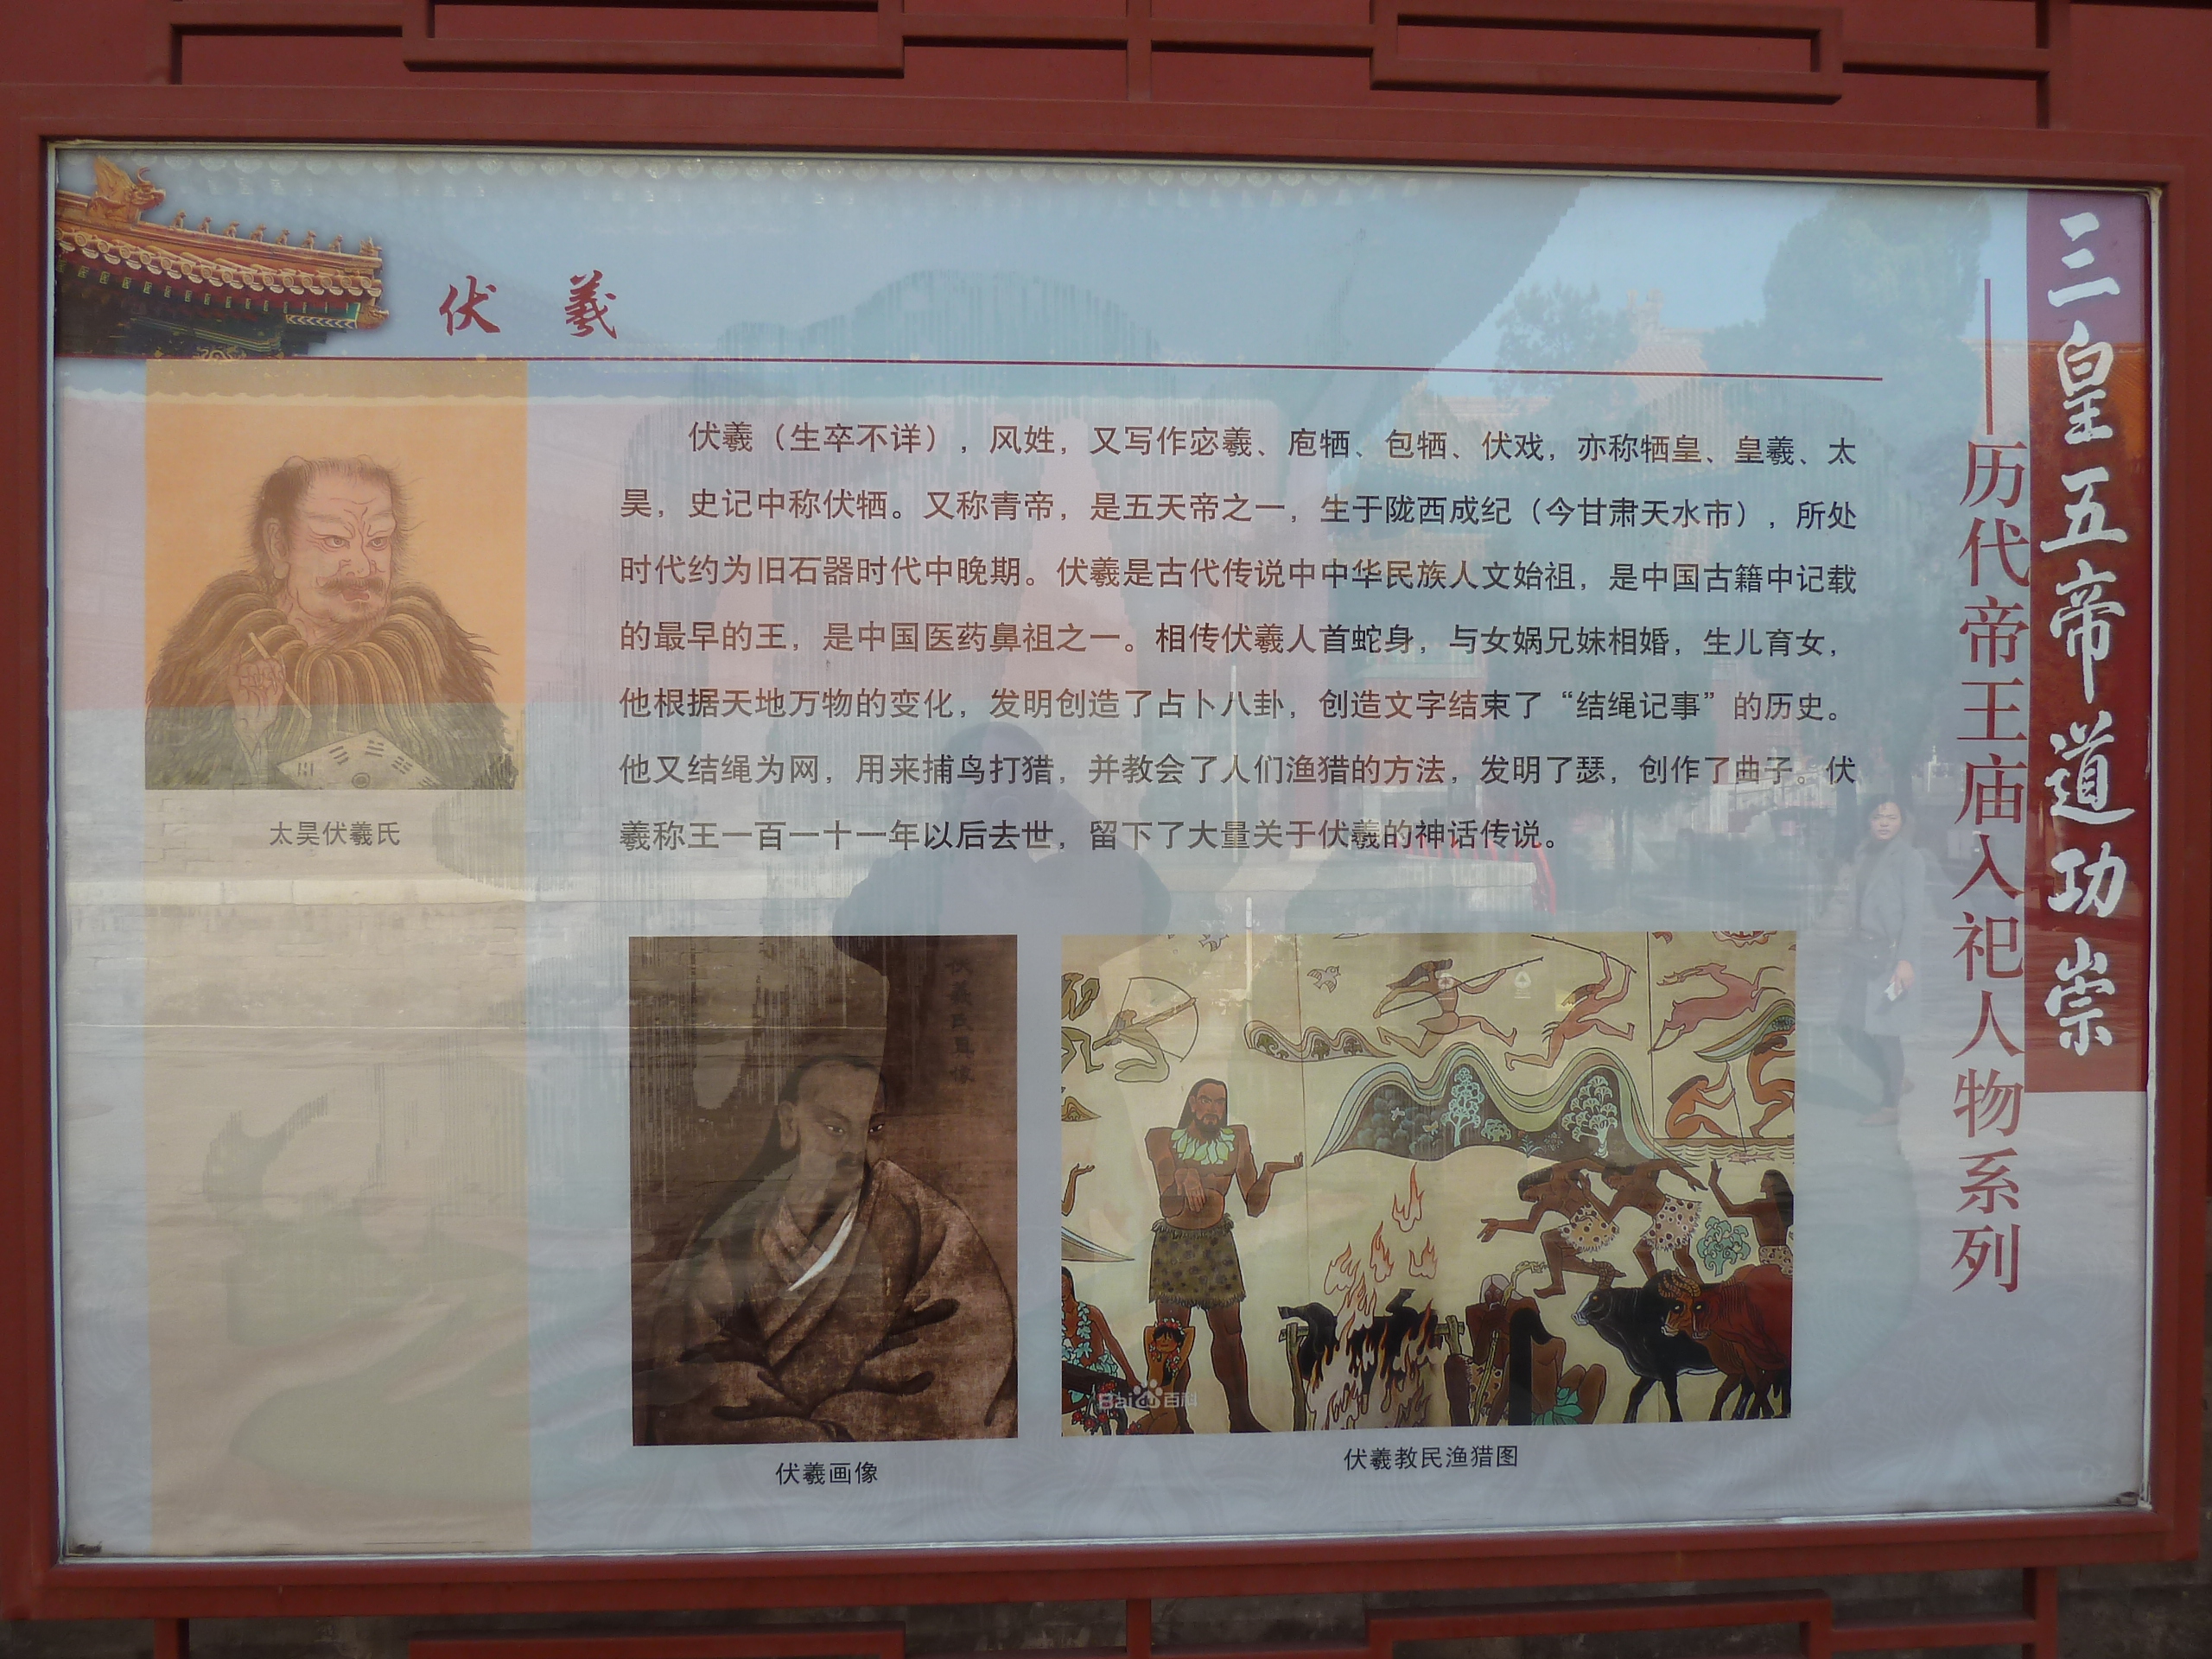 三皇五帝道功崇
——历代帝王庙入祀人物系列
伏羲
伏羲（生卒不详），风姓，又写作宓羲、庖牺、包牺、伏戏，亦称牺皇、皇羲、太
昊，史记中称伏牺。又称青帝，是五天帝之一，生于陇西成纪（今甘肃天水市），所处
时代约为旧石器时代中晚期。伏羲是古代传说中中华民族人文始祖，是中国古籍中记载
的最早的王，是中国医药鼻祖之一。相传伏羲人首蛇身，与女娲兄妹相婚，生儿育女，
他根据天地万物的变化，发明创造了占卜八卦，创造文字结束了“结绳记事”的历史。
他又结绳为网，用来捕鸟打猎，并教会了人们渔猎的方法，发明了瑟，创作了曲子。伏
羲称王一百一十一年以后去世，留下了大量关于伏羲的神话传说。
太昊伏羲氏
Baidu百科
伏羲画像
伏羲教民渔猎图